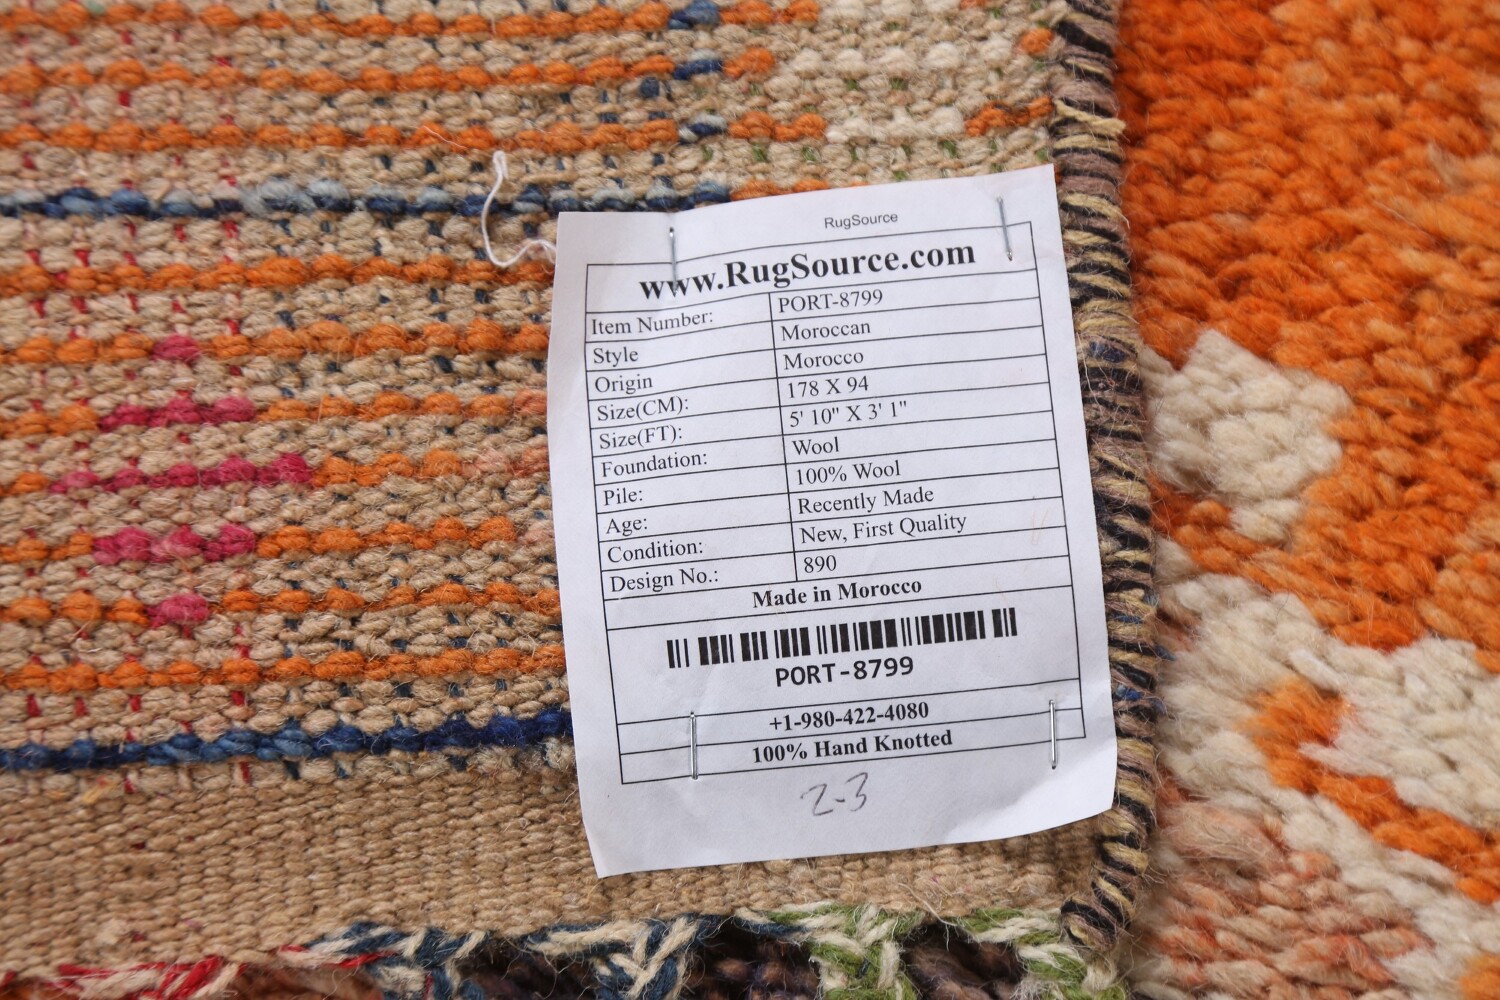 RugSource
www.RugSource.com
Item Number: PORT-8799
Style Moroccan
Origin Morocco
Size(CM): 178 X 94
Size(FT): 5' 10" X 3' 1"
Foundation: Wool
Pile: 100% Wool
Age: Recently Made
Condition: New, First Quality
Design No.: 890
Made in Morocco
PORT-8799
+1-980-422-4080
100% Hand Knotted
2-3